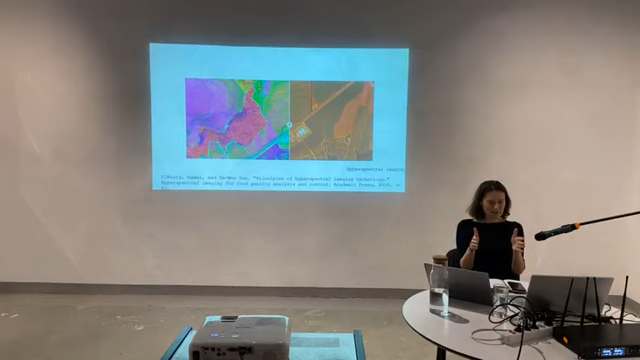 Hyperspectral
ElMasry, Gamal, and Da-Wen Sun. "Principles of hyperspectral imaging technology."
Hyperspectral imaging for food quality analysis and control. Academic Press, 2010.